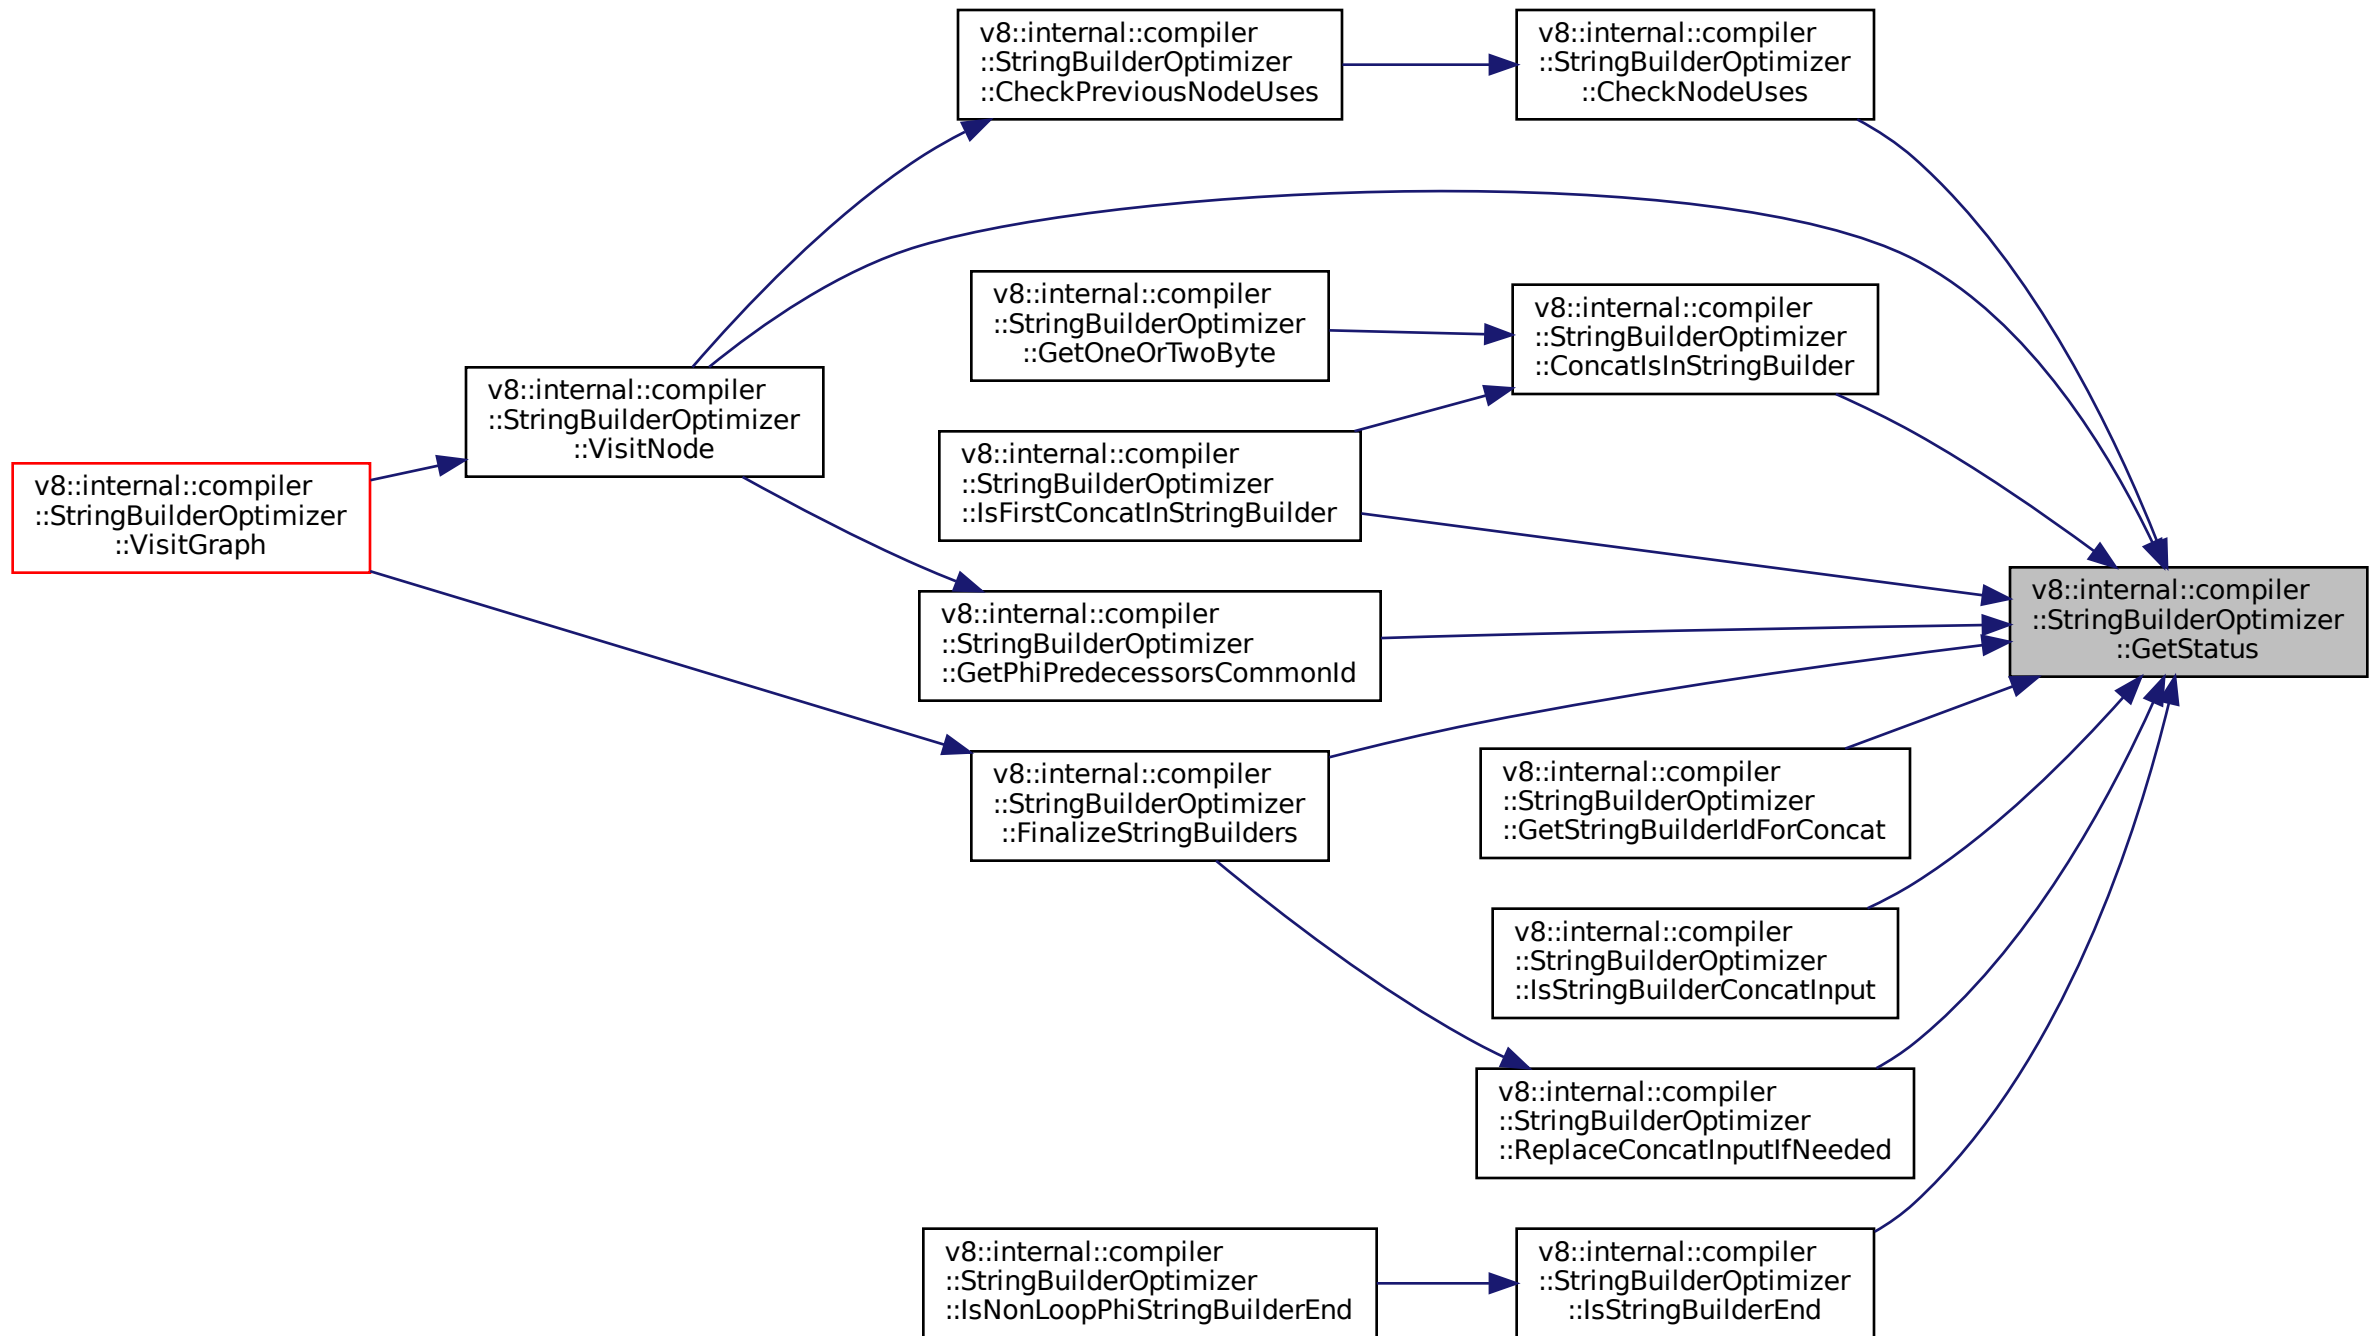 v8::internal::compiler
::StringBuilderOptimizer
::CheckPreviousNodeUses
v8::internal::compiler
::StringBuilderOptimizer
::CheckNodeUses
v8::internal::compiler
::StringBuilderOptimizer
::GetOneOrTwoByte
v8::internal::compiler
::StringBuilderOptimizer
::ConcatIsInStringBuilder
v8::internal::compiler
::StringBuilderOptimizer
::VisitNode
v8::internal::compiler
::StringBuilderOptimizer
::IsFirstConcatInStringBuilder
v8::internal::compiler
::StringBuilderOptimizer
::VisitGraph
v8::internal::compiler
::StringBuilderOptimizer
::GetStatus
v8::internal::compiler
::StringBuilderOptimizer
::GetPhiPredecessorsCommonId
v8::internal::compiler
::StringBuilderOptimizer
::FinalizeStringBuilders
v8::internal::compiler
::StringBuilderOptimizer
::GetStringBuilderIdForConcat
v8::internal::compiler
::StringBuilderOptimizer
::IsStringBuilderConcatInput
v8::internal::compiler
::StringBuilderOptimizer
::ReplaceConcatInputIfNeeded
v8::internal::compiler
::StringBuilderOptimizer
::IsNonLoopPhiStringBuilderEnd
v8::internal::compiler
::StringBuilderOptimizer
::IsStringBuilderEnd